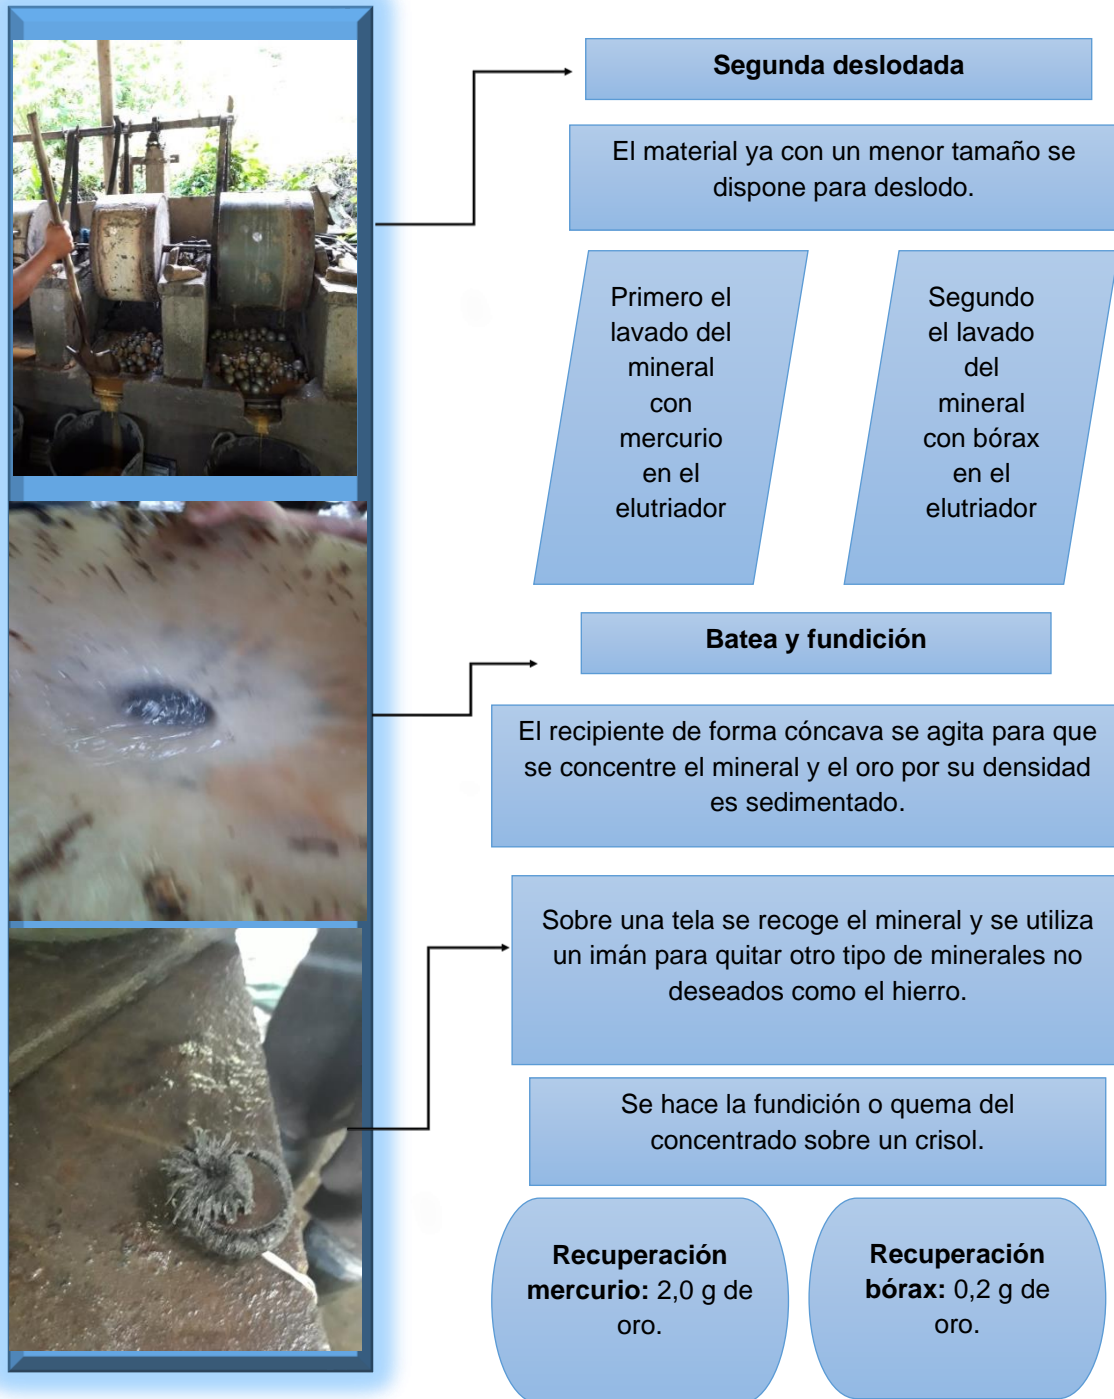 Segunda deslodada
El material ya con un menor tamaño se
dispone para deslodo.
Primero el
lavado del
mineral
con
mercurio
en el
elutriador
Segundo
el lavado
del
mineral
con bórax
en el
elutriador
Batea y fundición
El recipiente de forma cóncava se agita para que
se concentre el mineral y el oro por su densidad
es sedimentado.
Sobre una tela se recoge el mineral y se utiliza
un imán para quitar otro tipo de minerales no
deseados como el hierro.
Se hace la fundición o quema del
concentrado sobre un crisol.
Recuperación
mercurio: 2,0 g de
oro.
Recuperación
bórax: 0,2 g de
oro.